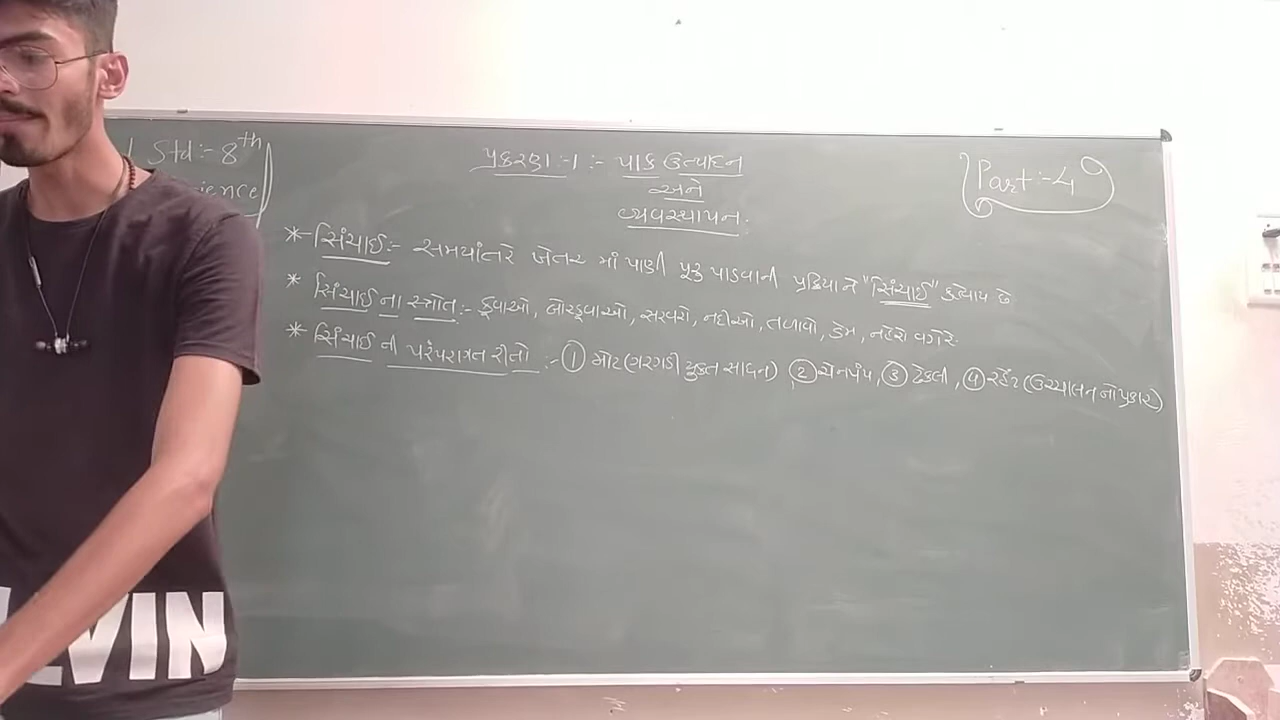 Std:- 8th
ience
પ્રકરણ :-1 :- પાક ઉત્પાદન
અને
વ્યવસ્થાપન.
Part:-4
* સિંચાઈ:- સમયાંતરે ખેતર માં પાણી પૂરું પાડવાની પ્રક્રિયાને "સિંચાઈ" કહેવાય છે
* સિંચાઈ ના સ્ત્રોત:- કૂવાઓ, બોરકૂવાઓ, સરવરો, નદીઓ, તળાવો, ડેમ, નહેરો વગેરે.
* સિંચાઈ ની પરંપરાગત રીતો :- ① મોટ(ગરગડી યુક્ત સાધન) ② ચેનપંપ, ③ ઢેકલી, ④ રહેંટ(ઉચ્ચાલન નો પ્રકાર)
LVIN